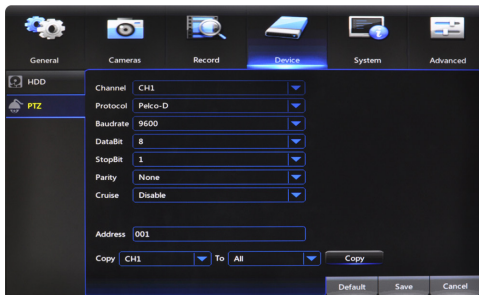 General Cameras Record Device System Advanced
HDD
PTZ
Channel CH1
Protocol Pelco-D
Baudrate 9600
DataBit 8
StopBit 1
Parity None
Cruise Disable
Address 001
Copy CH1 To All Copy
Default Save Cancel